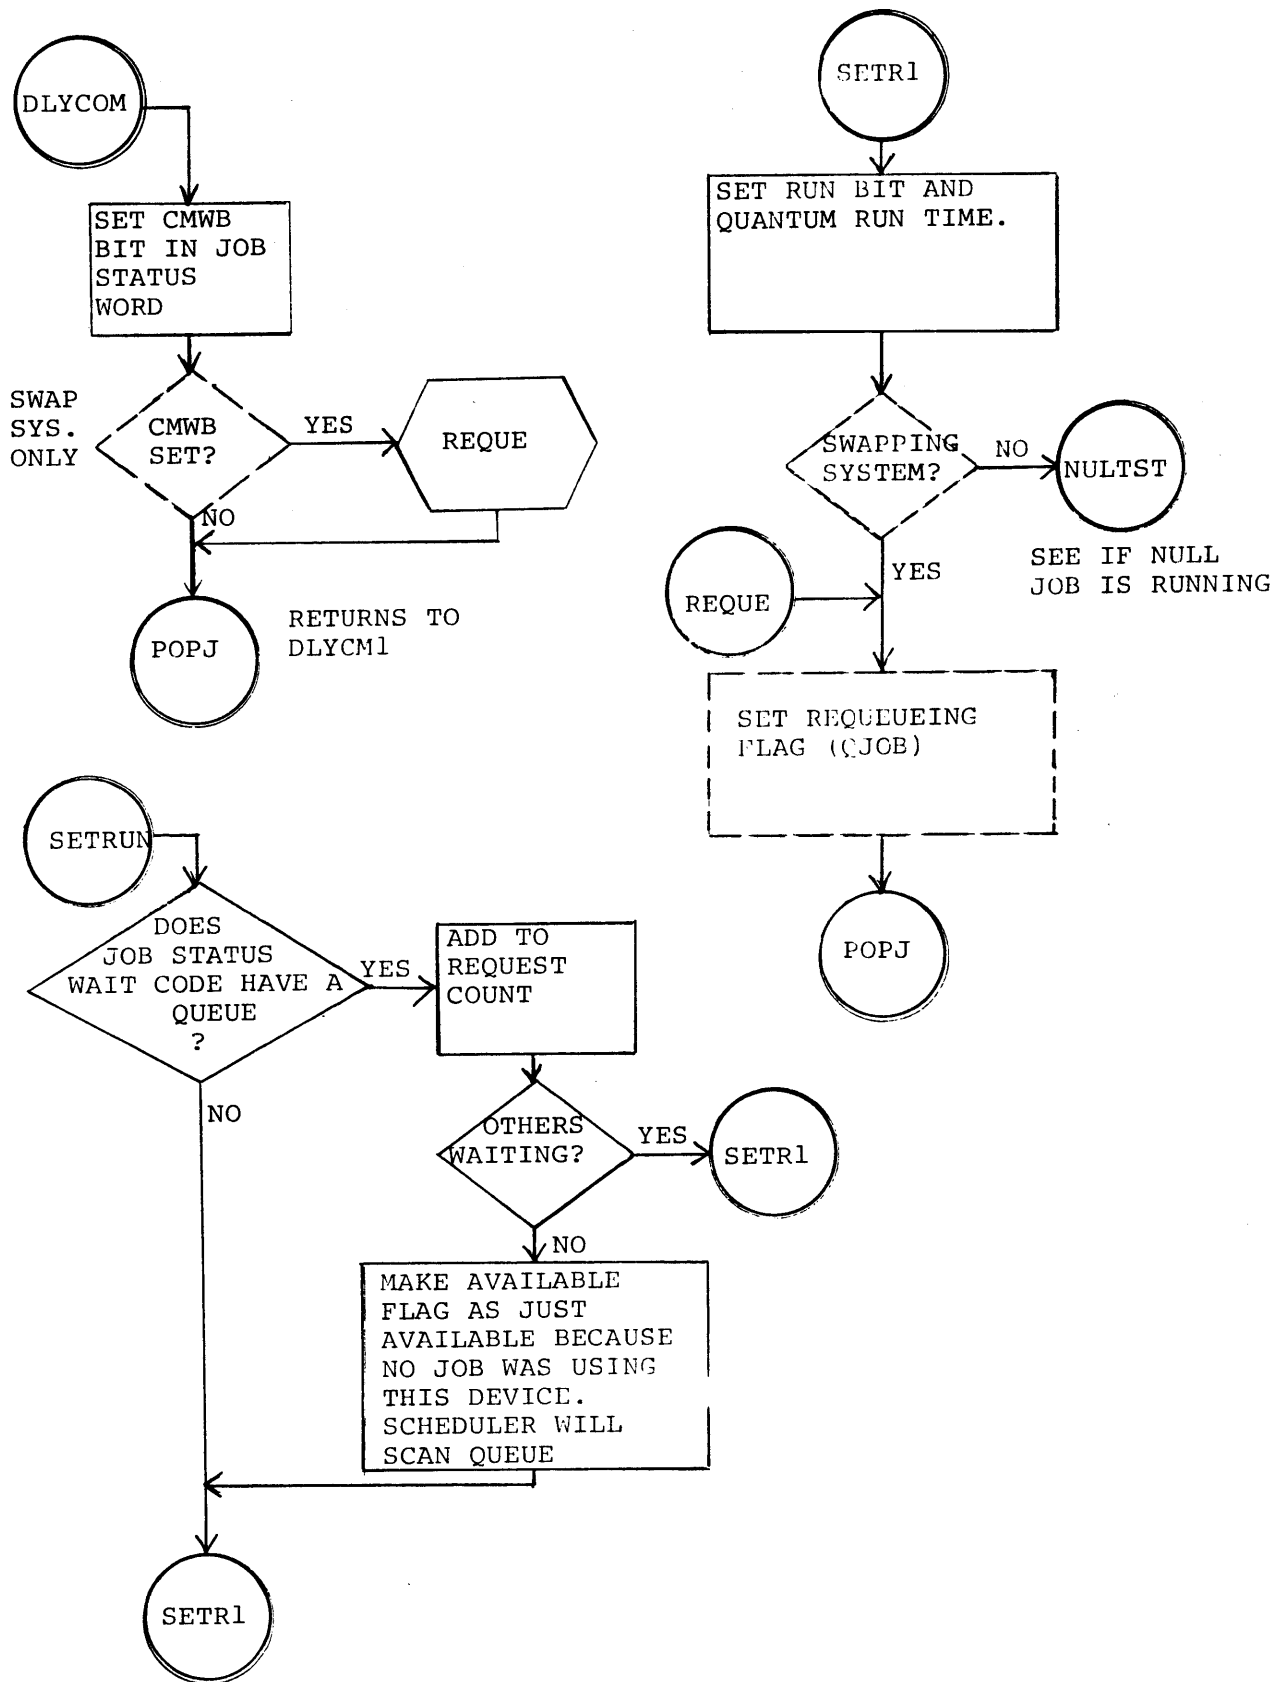 DLYCOM
SET CMWB
BIT IN JOB
STATUS
WORD
SWAP
SYS.
ONLY
CMWB
SET?
YES
REQUE
NO
POPJ
RETURNS TO
DLYCM1
SETR1
SET RUN BIT AND
QUANTUM RUN TIME.
SWAPPING
SYSTEM?
NO
NULTST
SEE IF NULL
JOB IS RUNNING
YES
REQUE
SET REQUEUEING
FLAG (QJOB)
POPJ
SETRUN
DOES
JOB STATUS
WAIT CODE HAVE A
QUEUE
?
YES
ADD TO
REQUEST
COUNT
NO
OTHERS
WAITING?
YES
SETR1
NO
MAKE AVAILABLE
FLAG AS JUST
AVAILABLE BECAUSE
NO JOB WAS USING
THIS DEVICE.
SCHEDULER WILL
SCAN QUEUE
SETR1